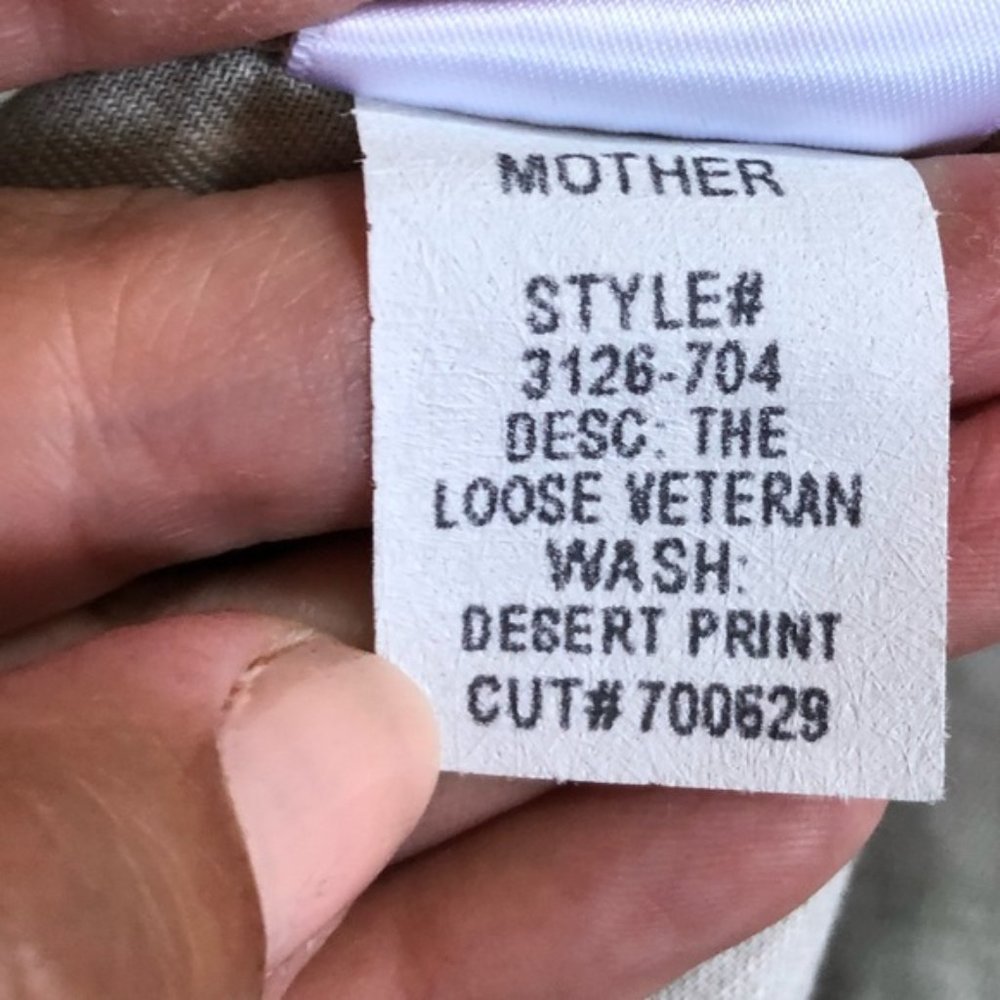 MOTHER
STYLE#
3126-704
DESC: THE
LOOSE VETERAN
WASH:
DESERT PRINT
CUT# 700629